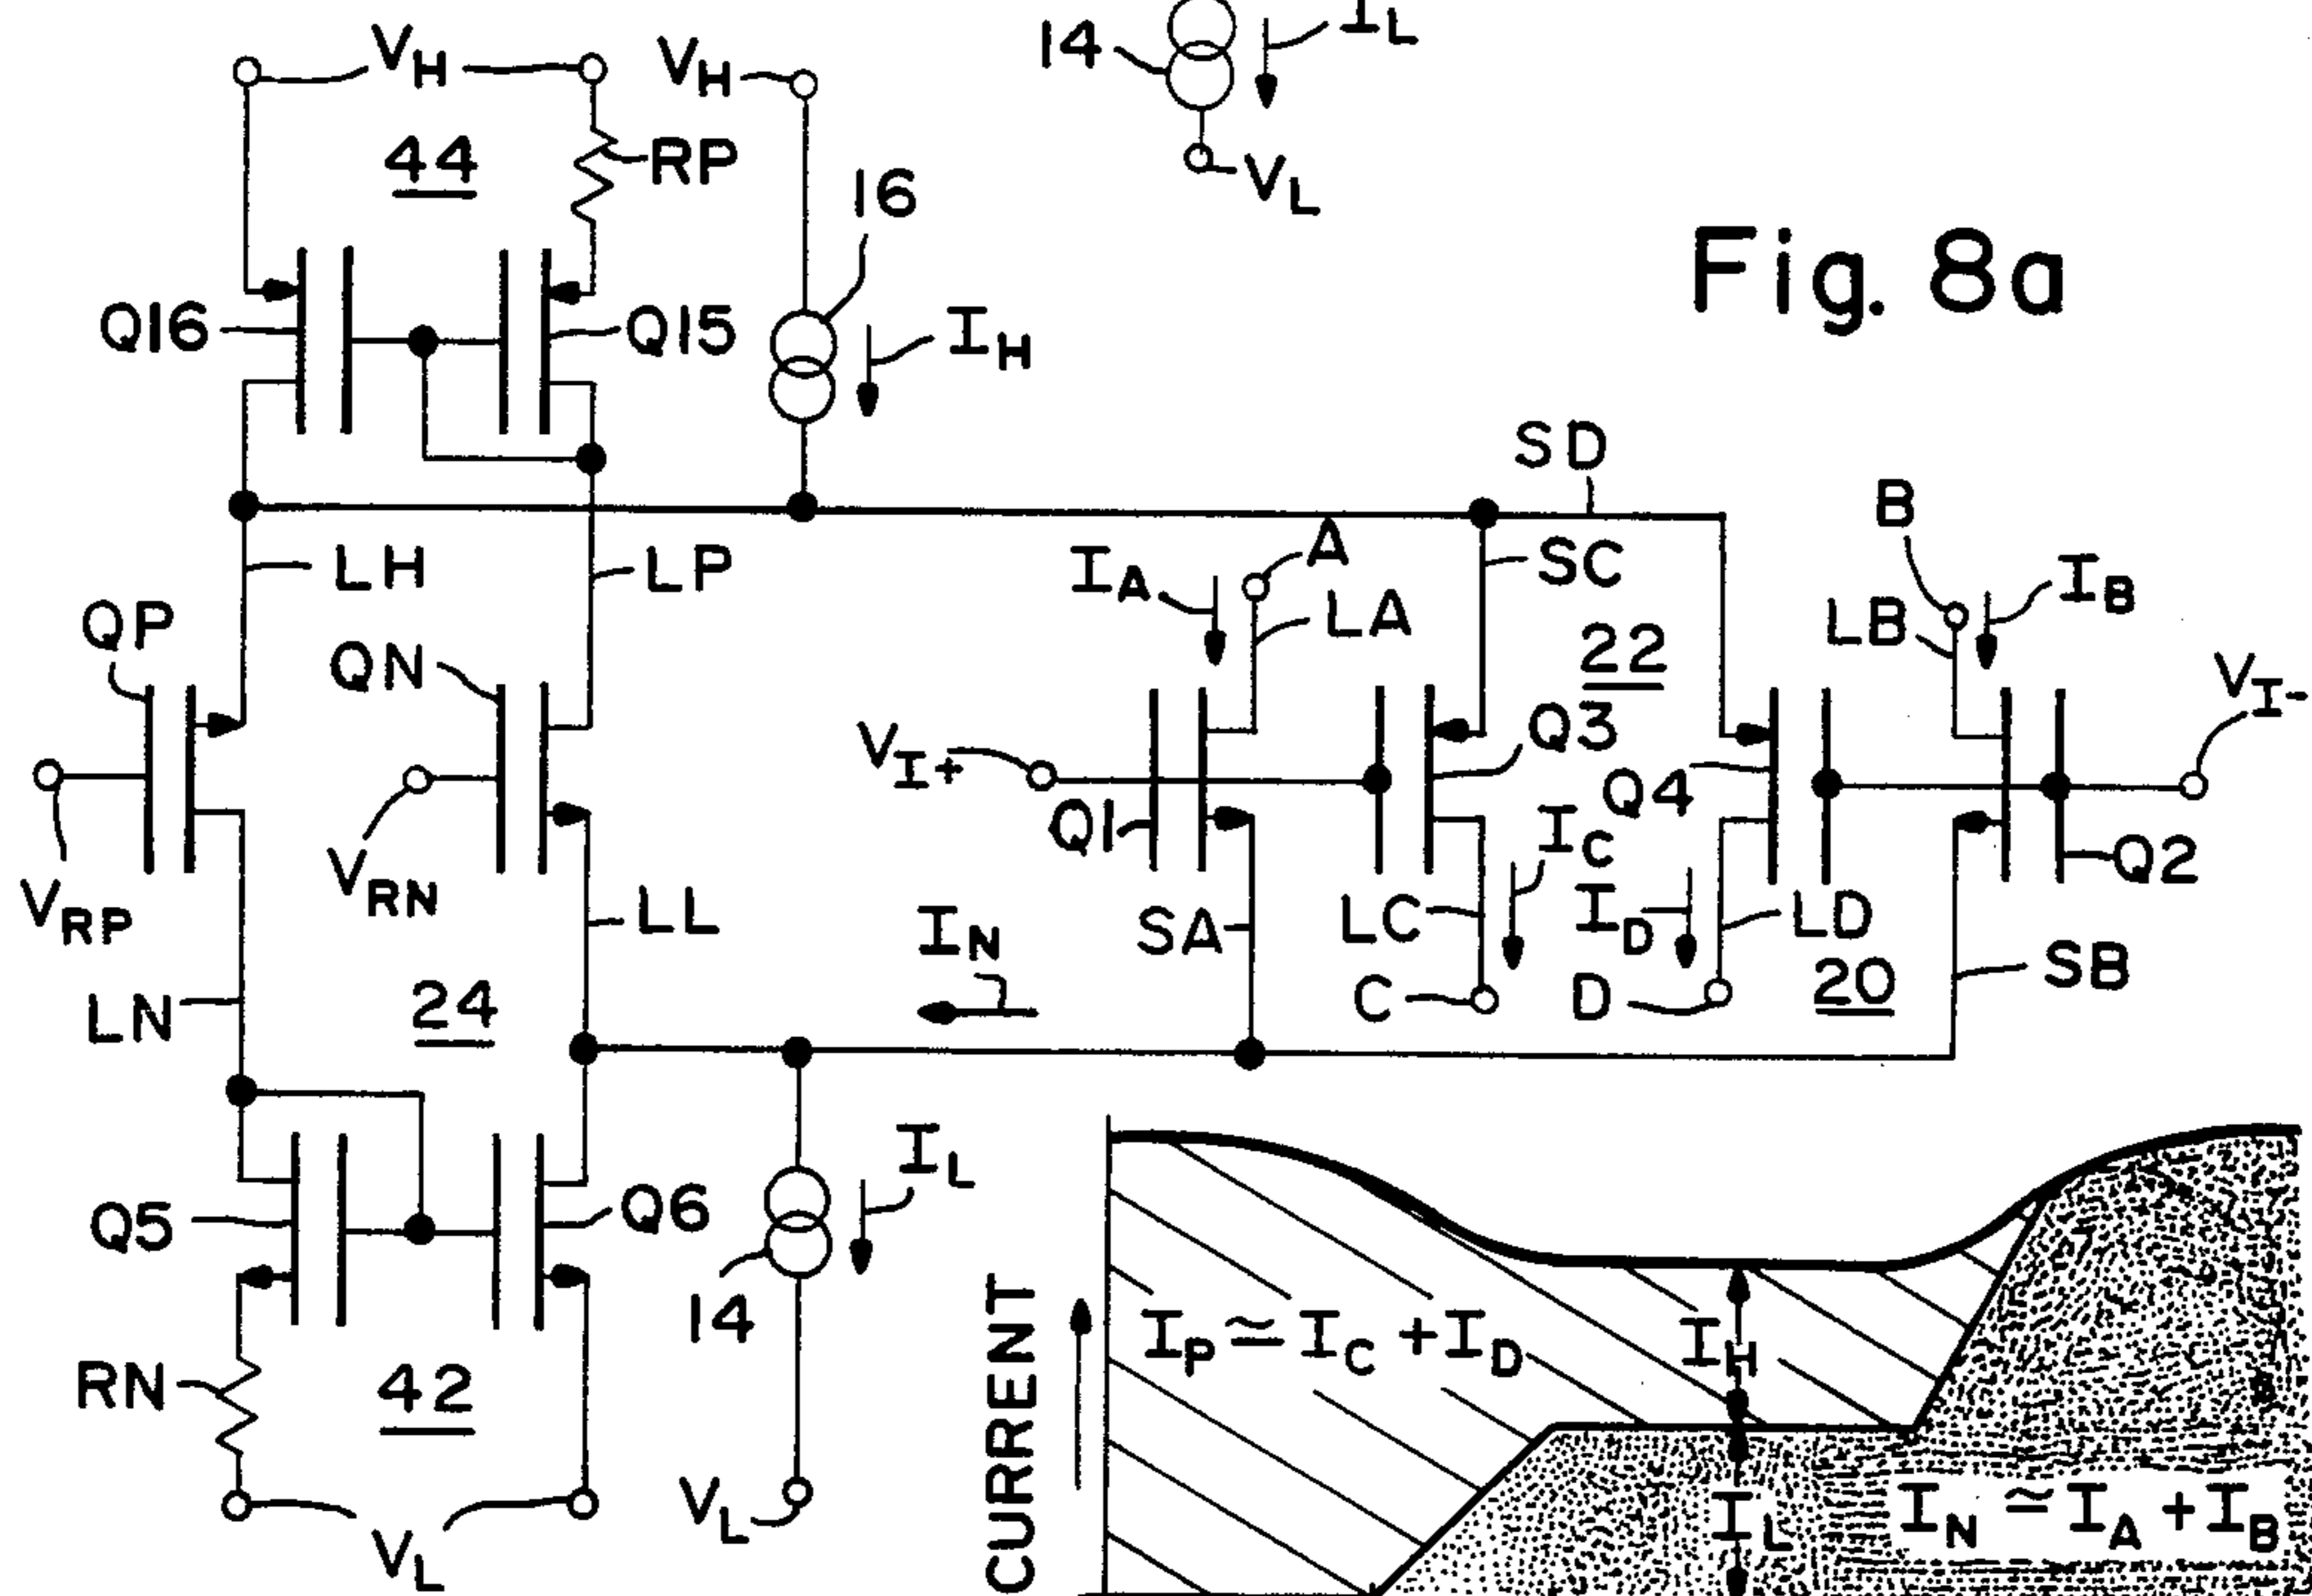 14
I_L
V_L
V_H
V_H
44
RP
16
Fig. 8a
Q16
Q15
I_H
SD
B
LH
LP
I_A
A
SC
LA
22
LB
I_B
QP
QN
V_I-
V_I+
Q3
Q4
Q1
I_C
Q2
V_RP
V_RN
LL
SA
LC
I_D
LD
I_N
24
LN
C
D
20
SB
I_L
Q5
Q6
14
RN
42
V_L
V_L
CURRENT
I_P ≃ I_C + I_D
I_H
I_L
I_N ≃ I_A + I_B